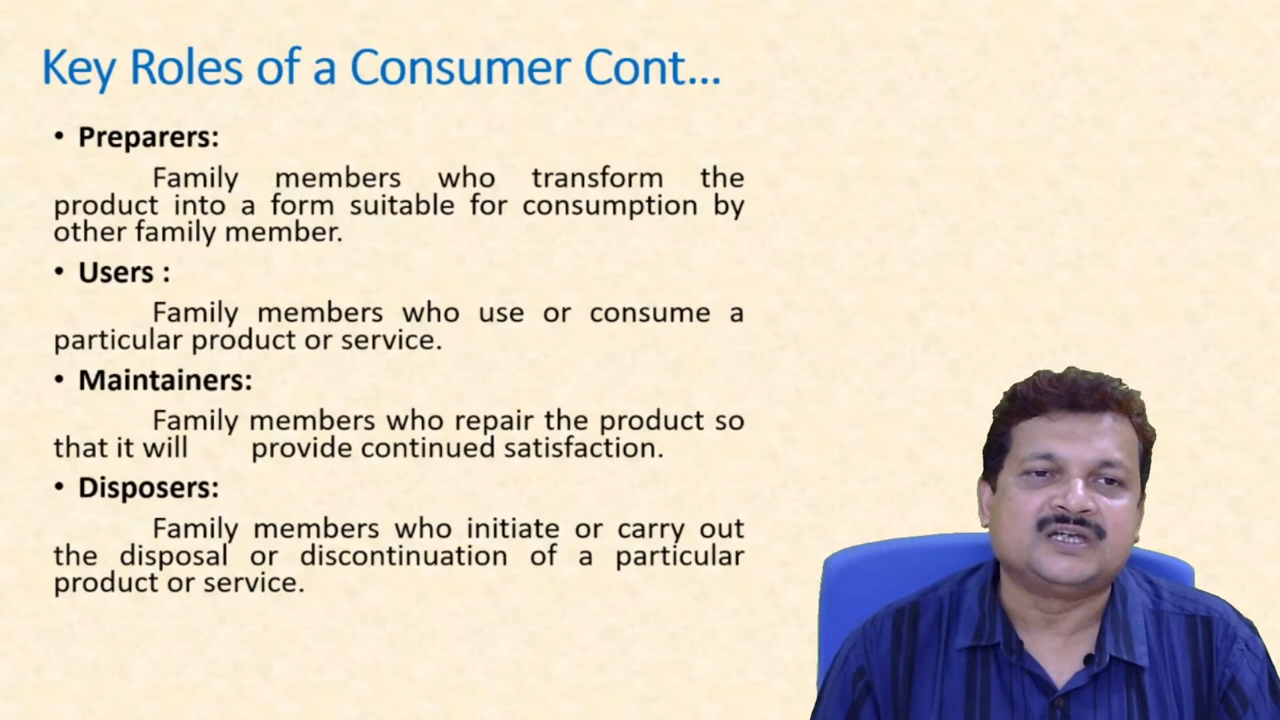 Key Roles of a Consumer Cont...
• Preparers:
Family members who transform the
product into a form suitable for consumption by
other family member.
• Users :
Family members who use or consume a
particular product or service.
• Maintainers:
Family members who repair the product so
that it will provide continued satisfaction.
• Disposers:
Family members who initiate or carry out
the disposal or discontinuation of a particular
product or service.